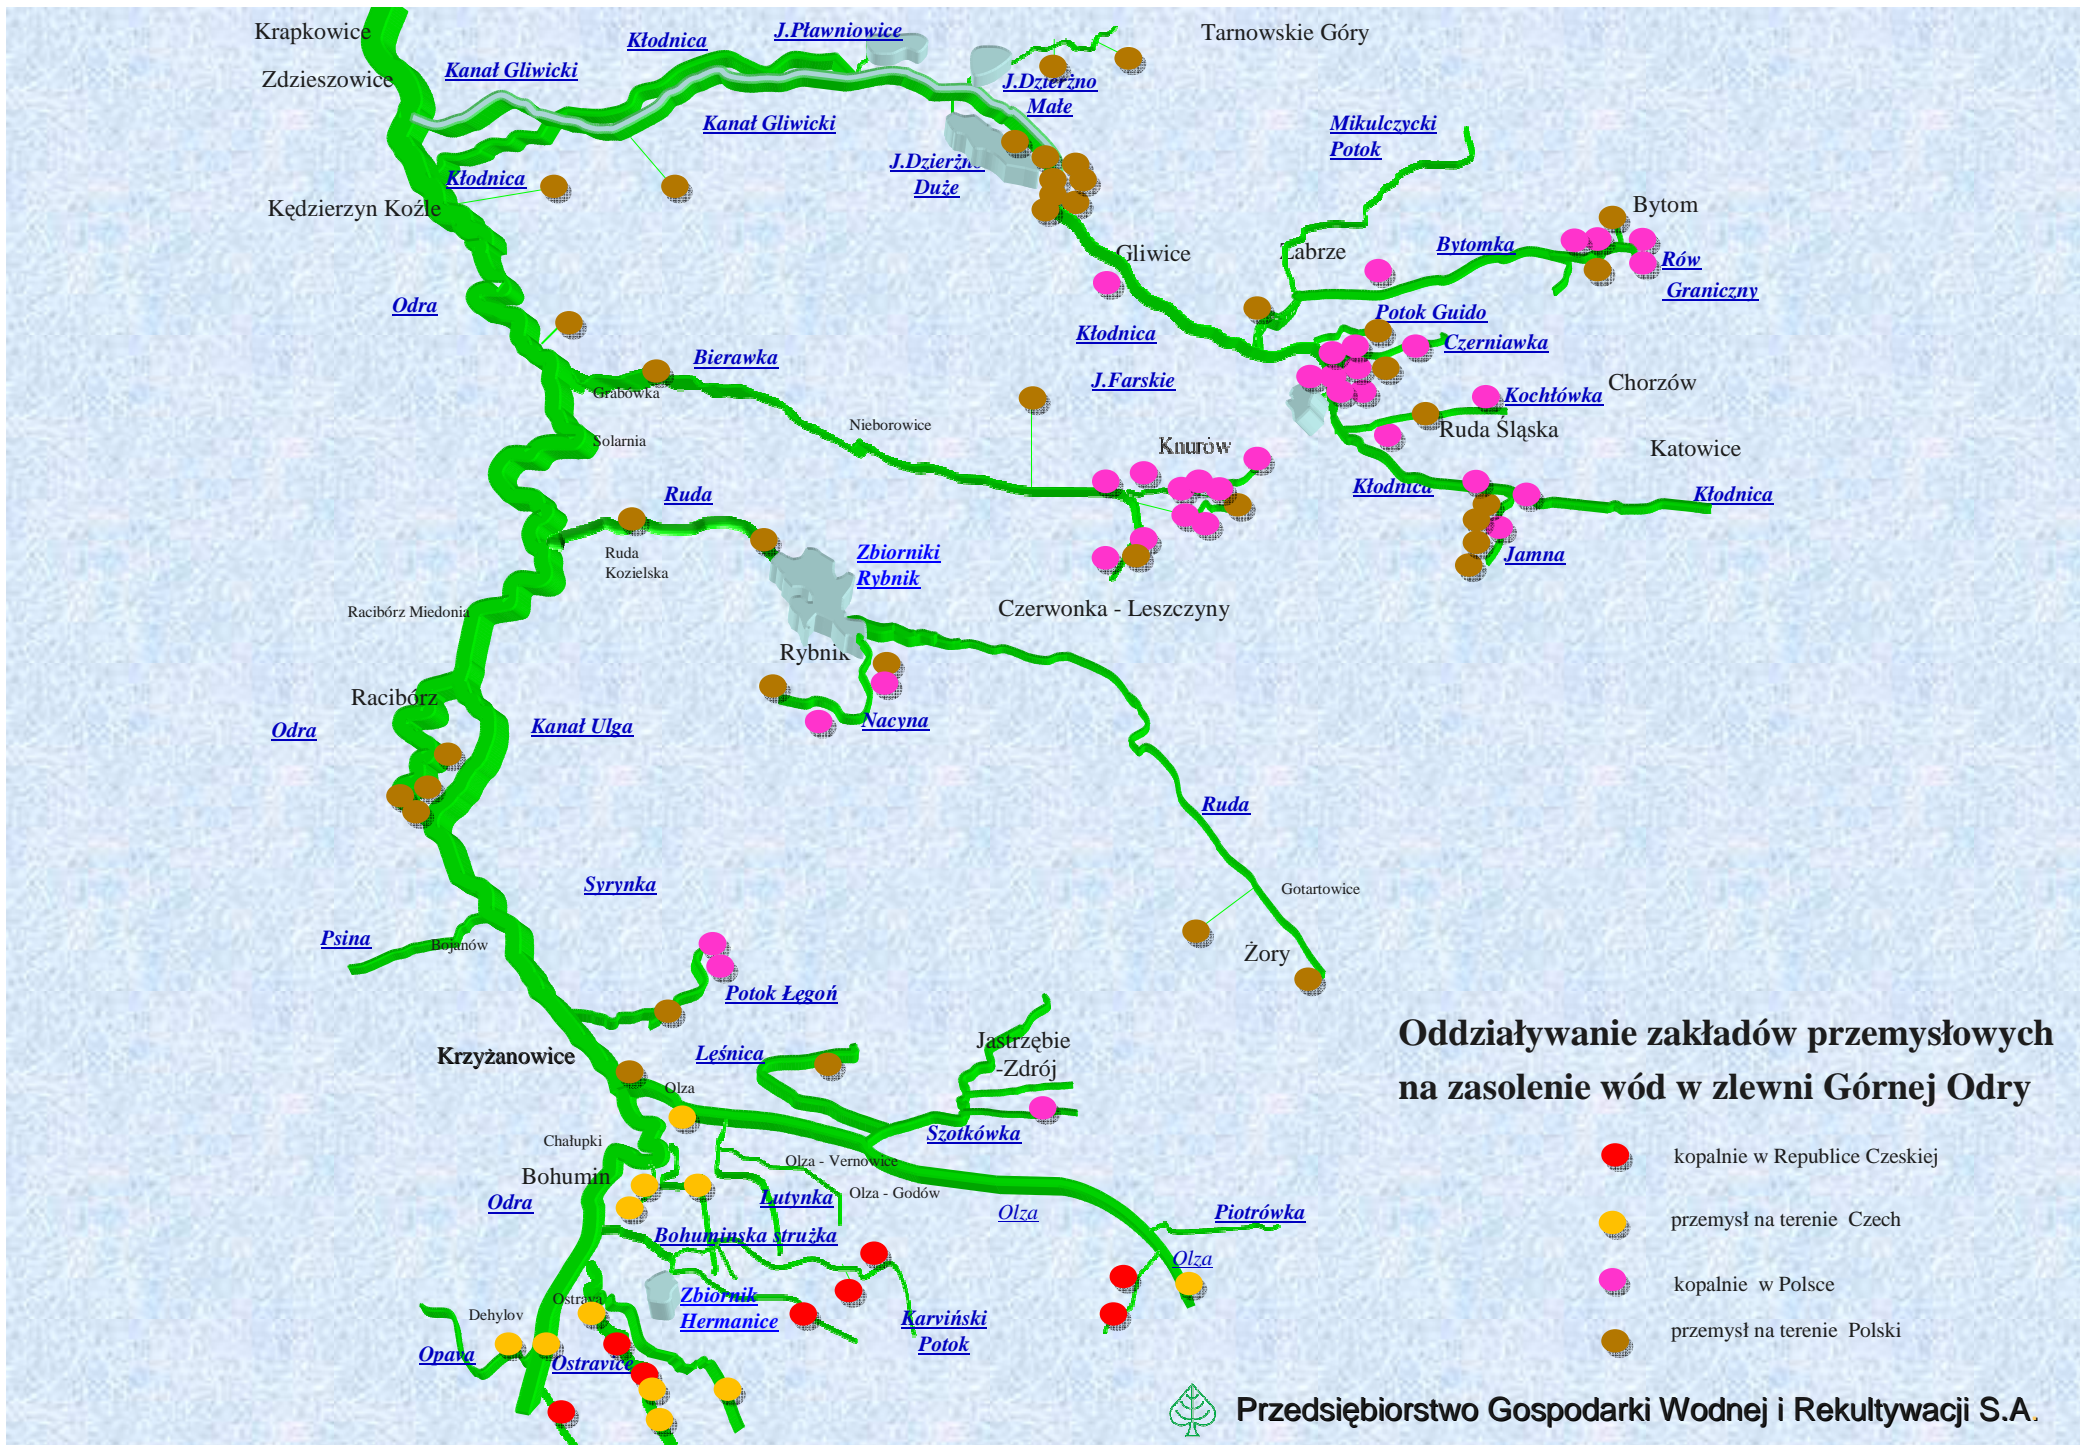 Krapkowice
Kłodnica
J.Pławniowice
Tarnowskie Góry
Zdzieszowice
Kanał Gliwicki
J.Dzierżno
Małe
Kanał Gliwicki
Mikulczycki
Potok
J.Dzierżno
Duże
Kłodnica
Kędzierzyn Koźle
Bytom
Gliwice
Zabrze
Bytomka
Rów
Graniczny
Odra
Potok Guido
Kłodnica
Czerniawka
Bierawka
J.Farskie
Chorzów
Grabówka
Kochłówka
Nieborowice
Ruda Śląska
Solarnia
Knurów
Katowice
Ruda
Kłodnica
Kłodnica
Ruda
Kozielska
Zbiorniki
Rybnik
Jamna
Racibórz Miedonia
Czerwonka - Leszczyny
Rybnik
Racibórz
Odra
Kanał Ulga
Nacyna
Ruda
Syrynka
Gotartowice
Psina
Bojanów
Żory
Potok Łęgoń
Oddziaływanie zakładów przemysłowych
na zasolenie wód w zlewni Górnej Odry
Krzyżanowice
Lęśnica
Jastrzębie
-Zdrój
Olza
Szotkówka
Chałupki
Olza - Vernowice
kopalnie w Republice Czeskiej
Bohumin
Odra
Lutynka
Olza - Godów
Olza
Piotrówka
przemysł na terenie Czech
Bohuminska strużka
Olza
Zbiornik
Hermanice
kopalnie w Polsce
Ostrava
Dehylov
Karviński
Potok
przemysł na terenie Polski
Opava
Ostravice
Przedsiębiorstwo Gospodarki Wodnej i Rekultywacji S.A.